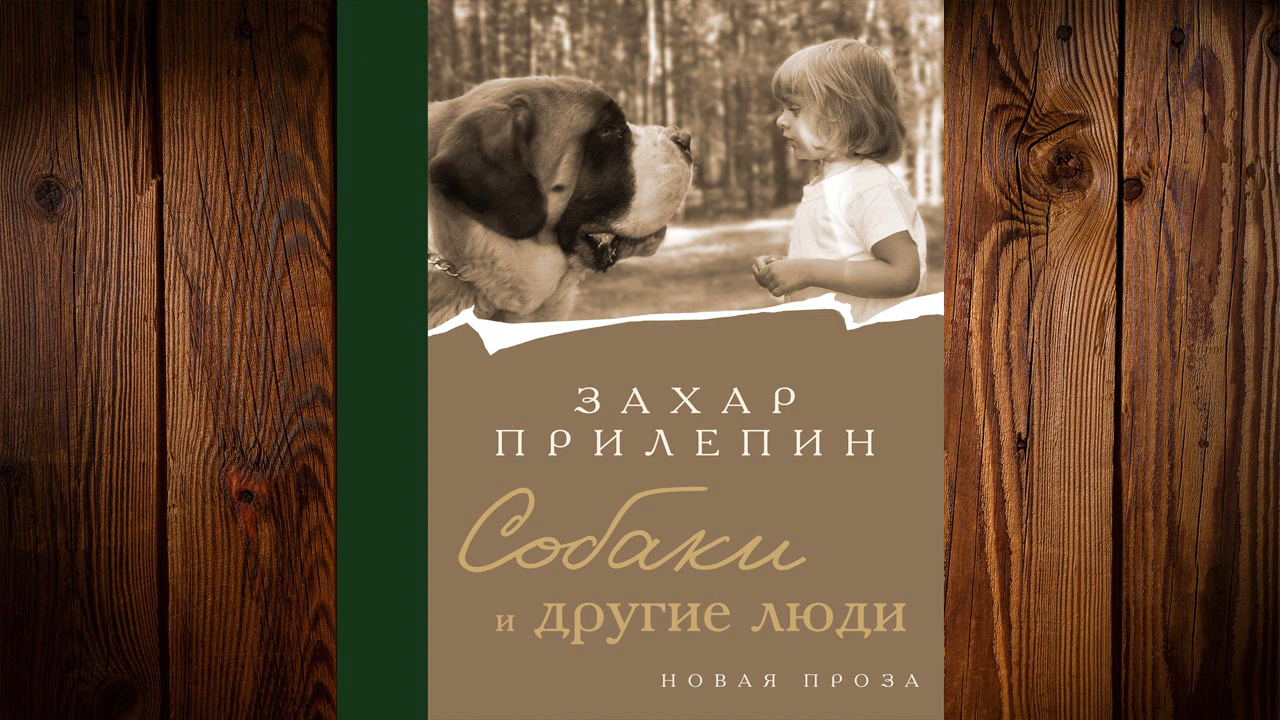 ЗАХАР
ПРИЛЕПИН
Собаки
и другие люди
НОВАЯ ПРОЗА